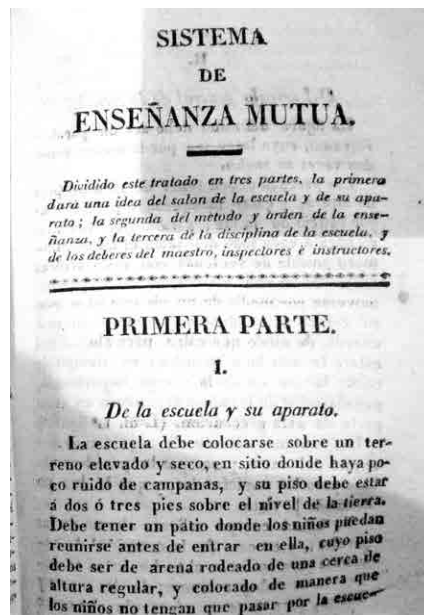 SISTEMA
DE
ENSEÑANZA MUTUA.
Dividido este tratado en tres partes, la primera
dará una idea del salon de la escuela y de su apa-
rato; la segunda del método y orden de la ense-
ñanza, y la tercera de la disciplina de la escuela, y
de los deberes del maestro, inspectores é instructores.
PRIMERA PARTE.
I.
De la escuela y su aparato.
La escuela debe colocarse sobre un ter-
reno elevado y seco, en sitio donde haya po-
co ruido de campanas, y su piso debe estar
á dos ó tres pies sobre el nivel de la tierra.
Debe tener un pátio donde los niños puedan
reunirse antes de entrar en ella, cuyo piso
debe ser de arena rodeado de una cerca de
altura regular, y colocado de manera que
los niños no tengan que pasar por la escue-